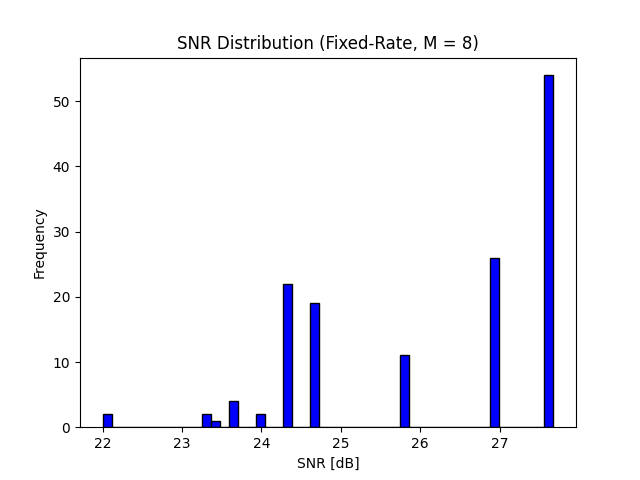 SNR Distribution (Fixed-Rate, M = 8)
Frequency
50
40
30
20
10
0
22 23 24 25 26 27
SNR [dB]